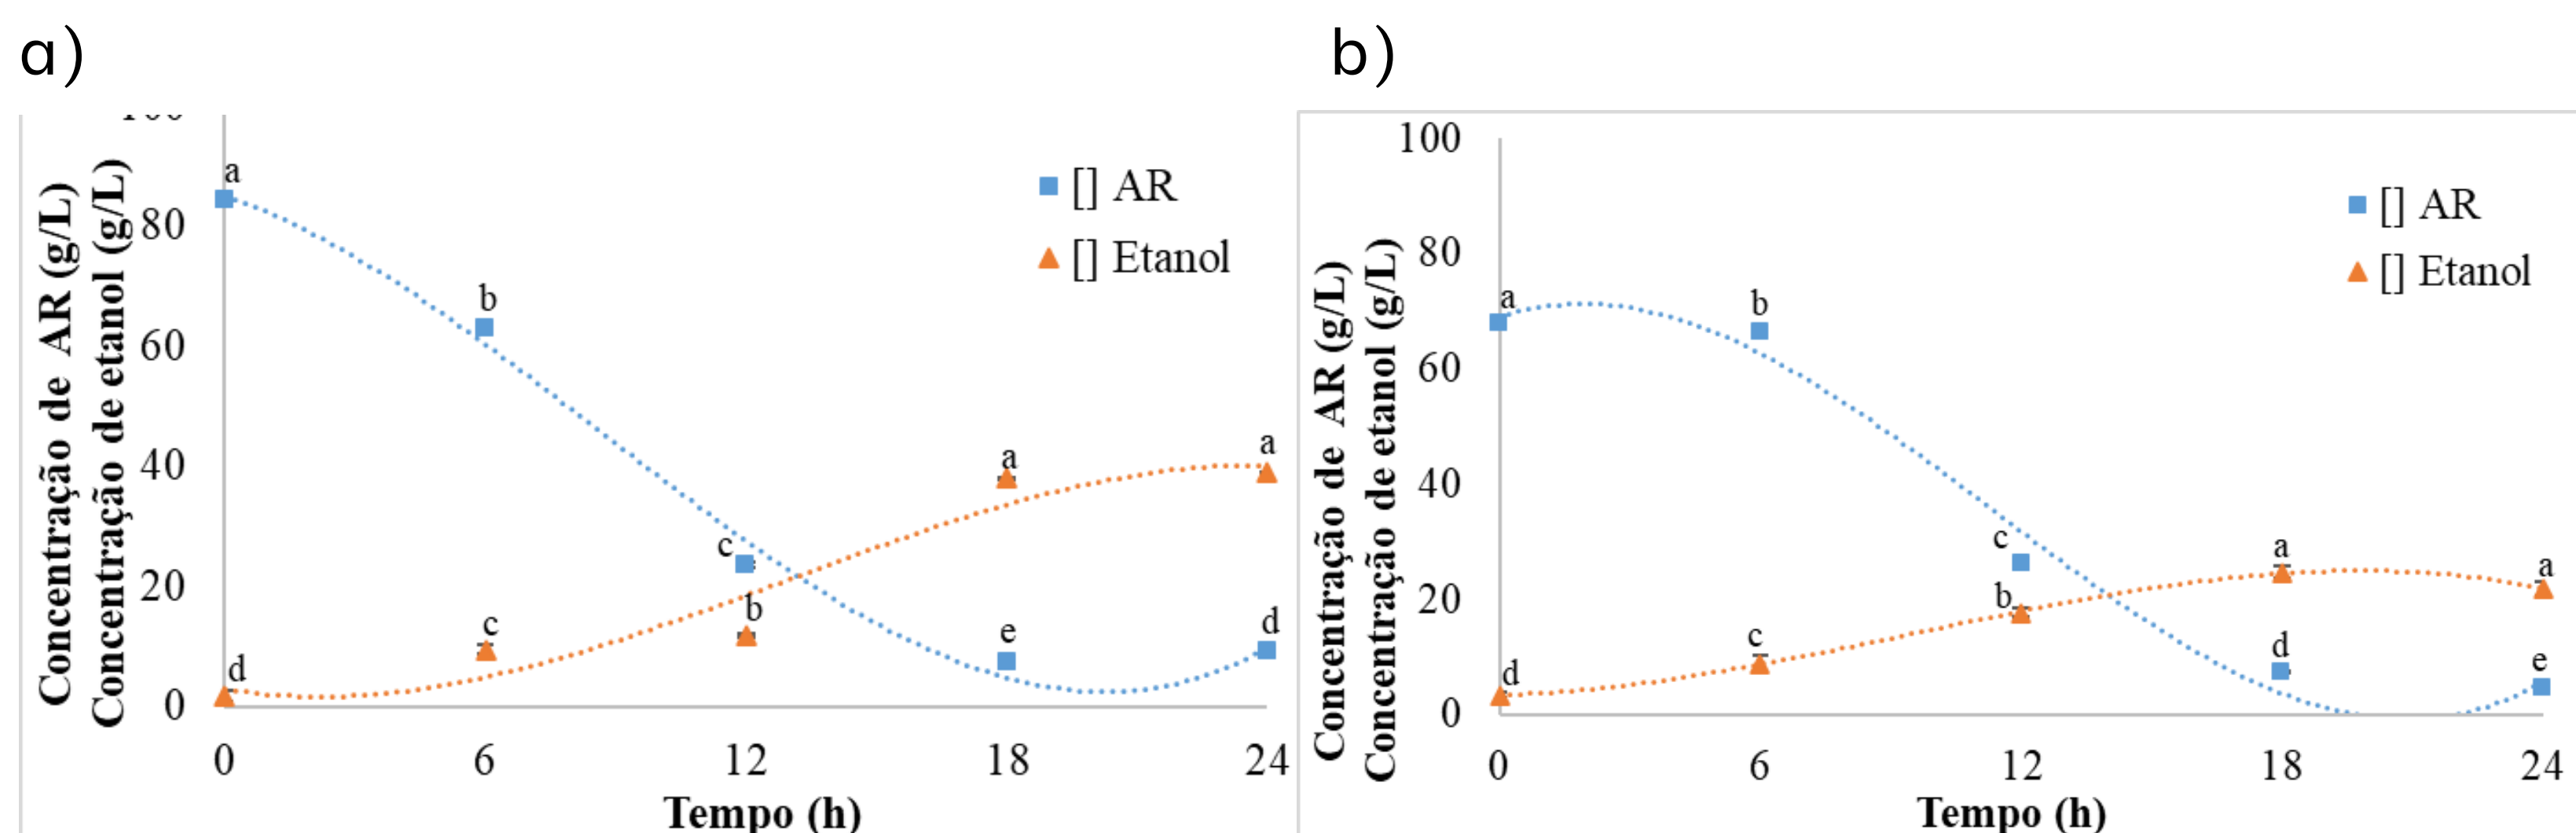 a)
100
80
60
40
20
0
0 6 12 18 24
Tempo (h)
Concentração de AR (g/L)
Concentração de etanol (g/L)
[] AR
[] Etanol
a
b
c
e
d
d
c
b
a
a
b)
100
80
60
40
20
0
0 6 12 18 24
Tempo (h)
Concentração de AR (g/L)
Concentração de etanol (g/L)
[] AR
[] Etanol
a
b
c
d
e
d
c
b
a
a